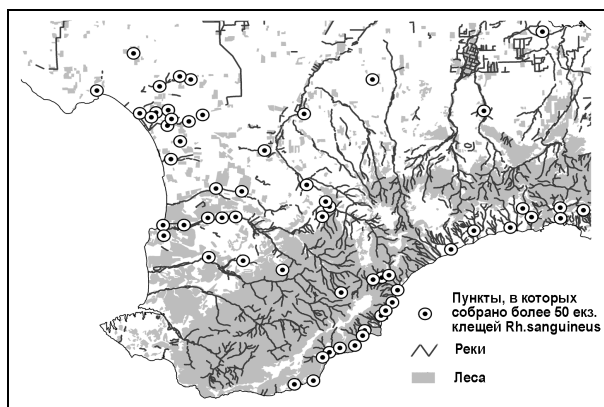 Пункты, в которых
собрано более 50 екз.
клещей Rh.sanguineus
Реки
Леса